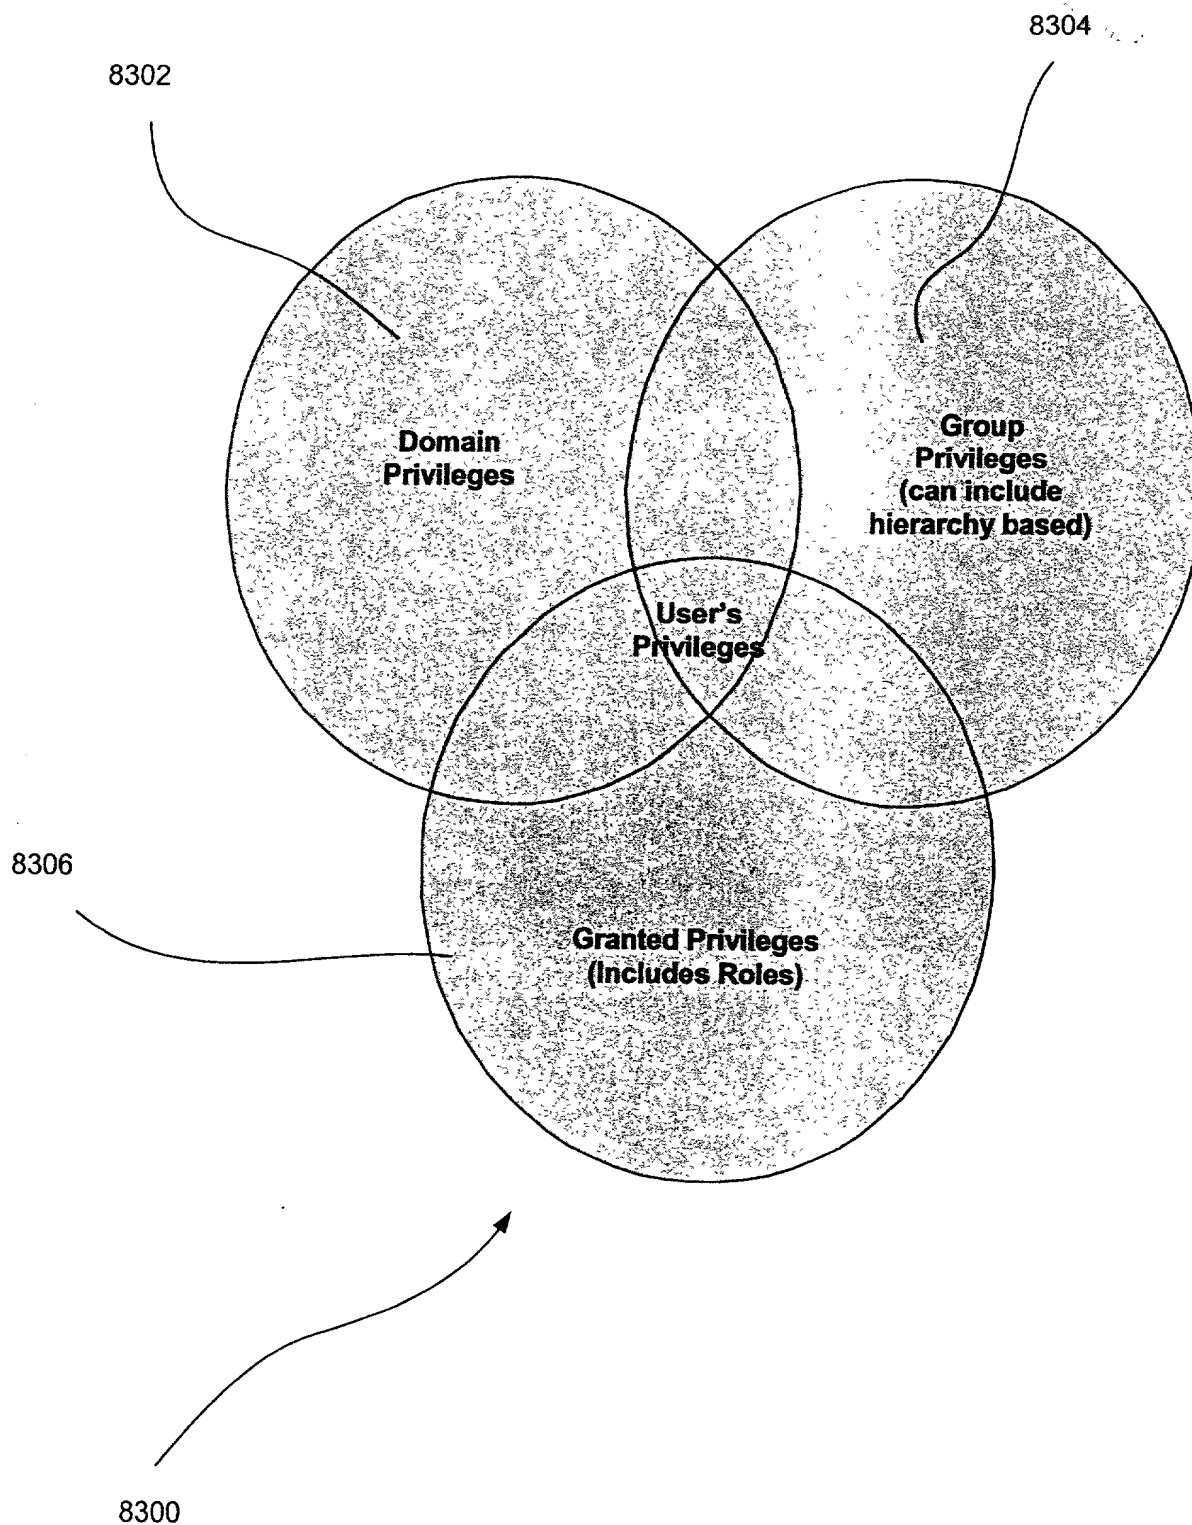 8304
8302
Domain
Privileges
Group
Privileges
(can include
hierarchy based)
User's
Privileges
8306
Granted Privileges
(Includes Roles)
8300